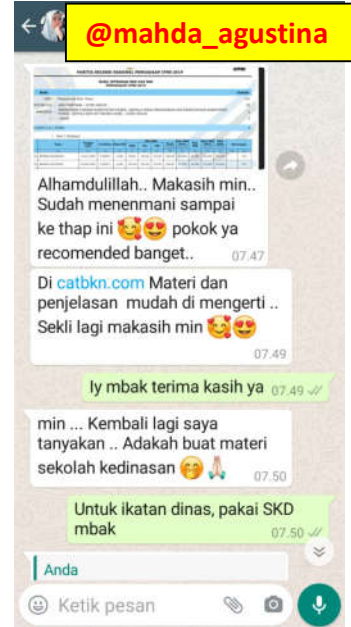 @mahda_agustina
Alhamdulillah.. Makasih min..
Sudah menenmani sampai
ke thap ini 🥰😍 pokok ya
recomended banget..
07.47
Di catbkn.com Materi dan
penjelasan mudah di mengerti ..
Sekli lagi makasih min 🥰😍
07.49
Iy mbak terima kasih ya 07.49
min ... Kembali lagi saya
tanyakan .. Adakah buat materi
sekolah kedinasan 🤭🙏🏻
07.50
Untuk ikatan dinas, pakai SKD
mbak
07.50
Anda
Ketik pesan